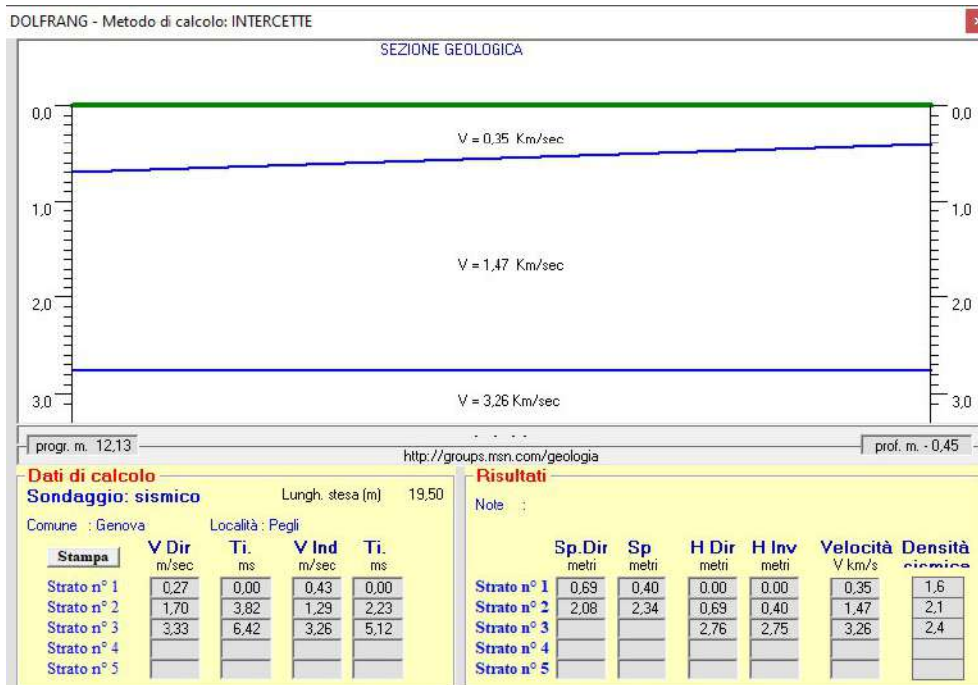 DOLFRANG - Metodo di calcolo: INTERCETTE
SEZIONE GEOLOGICA
0,0 0,0
V = 0,35 Km/sec
1,0 1,0
V = 1,47 Km/sec
2,0 2,0
3,0 V = 3,26 Km/sec 3,0
progr. m. 12,13 prof. m. - 0,45
http://groups.msn.com/geologia
Dati di calcolo
Sondaggio: sismico Lungh. stesa (m) 19,50
Comune : Genova Località : Pegli
Stampa V Dir Ti. V Ind Ti.
m/sec ms m/sec ms
Strato n° 1 0,27 0,00 0,43 0,00
Strato n° 2 1,70 3,82 1,29 2,23
Strato n° 3 3,33 6,42 3,26 5,12
Strato n° 4
Strato n° 5
Risultati
Note :
Sp.Dir Sp H Dir H Inv Velocità Densità
metri metri metri metri V km/s sismica
Strato n° 1 0,69 0,40 0.00 0.00 0,35 1,6
Strato n° 2 2,08 2,34 0,69 0,40 1,47 2,1
Strato n° 3 2,76 2,75 3,26 2,4
Strato n° 4
Strato n° 5